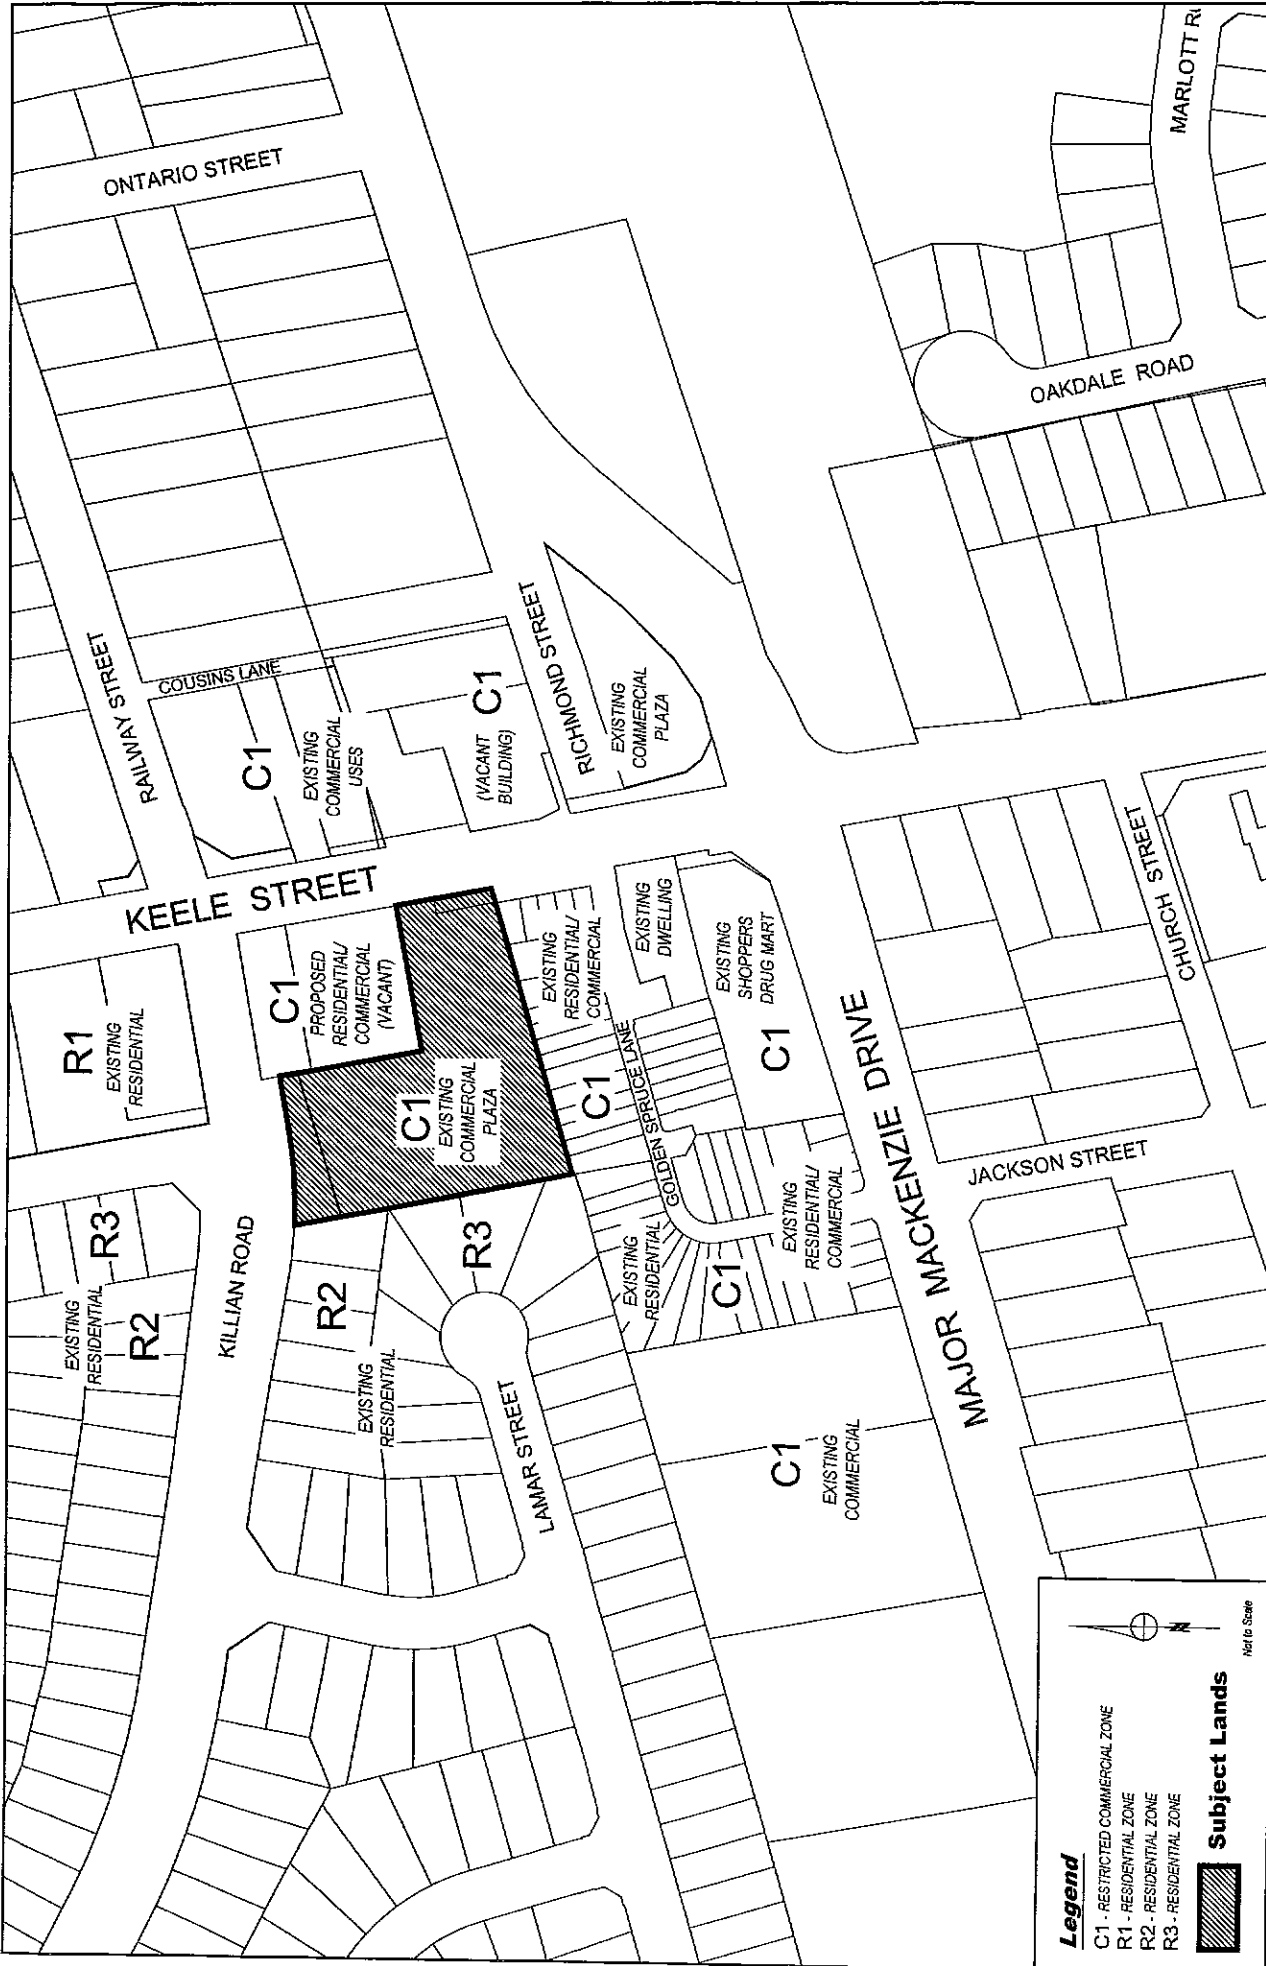 ONTARIO STREET
RAILWAY STREET
COUSINS LANE
C1
EXISTING
COMMERCIAL
USES
C1
(VACANT
BUILDING)
RICHMOND STREET
EXISTING
COMMERCIAL
PLAZA
MARLOTT R
OAKDALE ROAD
KEELE STREET
R1
EXISTING
RESIDENTIAL
C1
PROPOSED
RESIDENTIAL/
COMMERCIAL
(VACANT)
C1
EXISTING
COMMERCIAL
PLAZA
EXISTING
RESIDENTIAL/
COMMERCIAL
EXISTING
DWELLING
EXISTING
SHOPPERS
DRUG MART
C1
C1
GOLDEN SPRUCE LANE
CHURCH STREET
MAJOR MACKENZIE DRIVE
JACKSON STREET
R3
EXISTING
RESIDENTIAL
R2
KILLIAN ROAD
R2
EXISTING
RESIDENTIAL
R3
LAMAR STREET
EXISTING
RESIDENTIAL
C1
EXISTING
RESIDENTIAL/
COMMERCIAL
C1
EXISTING
COMMERCIAL
Legend
C1 - RESTRICTED COMMERCIAL ZONE
R1 - RESIDENTIAL ZONE
R2 - RESIDENTIAL ZONE
R3 - RESIDENTIAL ZONE
Subject Lands
N
Not to Scale